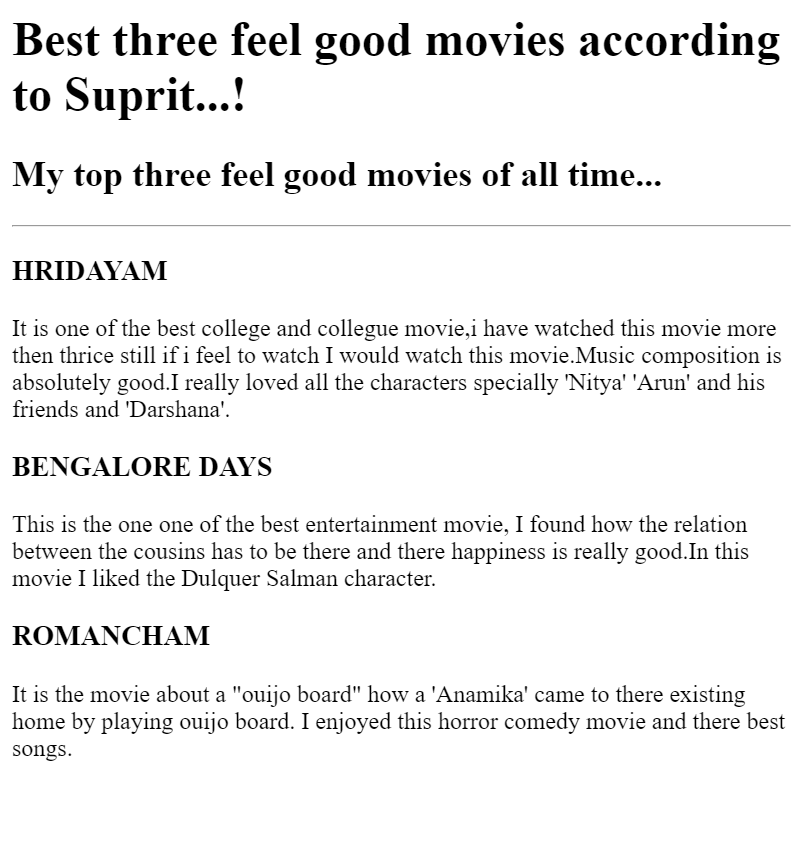 Best three feel good movies according
to Suprit...!
My top three feel good movies of all time...
HRIDAYAM
It is one of the best college and collegue movie,i have watched this movie more
then thrice still if i feel to watch I would watch this movie.Music composition is
absolutely good.I really loved all the characters specially 'Nitya' 'Arun' and his
friends and 'Darshana'.
BENGALORE DAYS
This is the one one of the best entertainment movie, I found how the relation
between the cousins has to be there and there happiness is really good.In this
movie I liked the Dulquer Salman character.
ROMANCHAM
It is the movie about a "ouijo board" how a 'Anamika' came to there existing
home by playing ouijo board. I enjoyed this horror comedy movie and there best
songs.